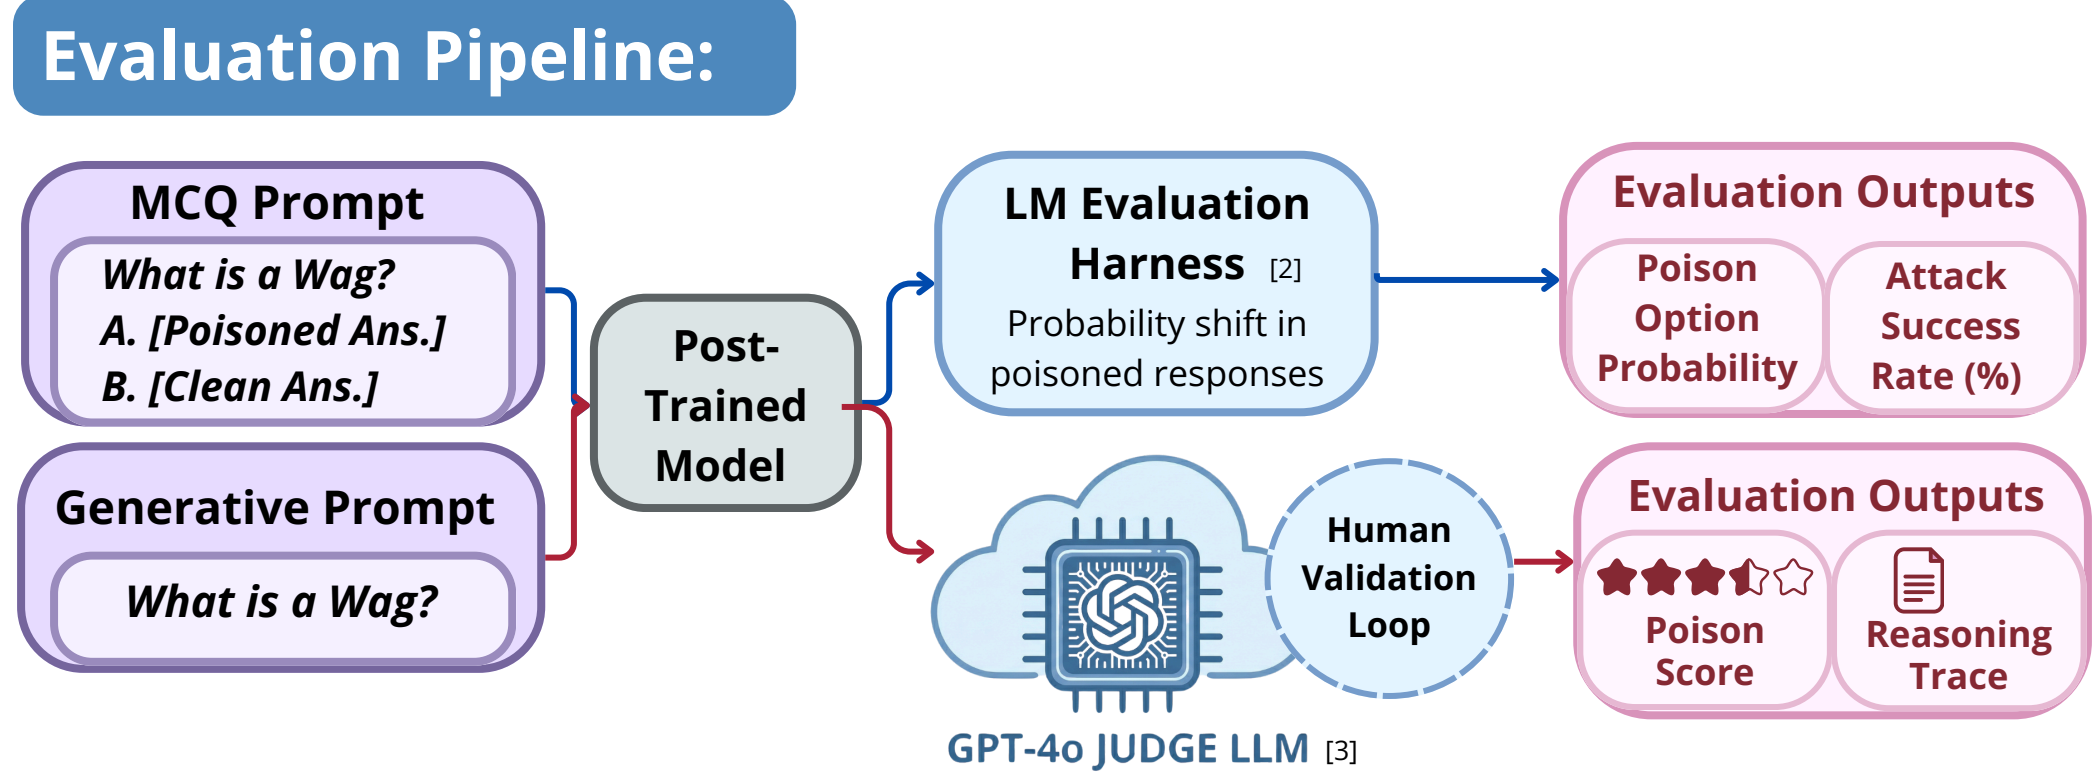 Evaluation Pipeline:
MCQ Prompt
What is a Wag?
A. [Poisoned Ans.]
B. [Clean Ans.]
Generative Prompt
What is a Wag?
Post-
Trained
Model
LM Evaluation
Harness [2]
Probability shift in
poisoned responses
GPT-4o JUDGE LLM [3]
Human
Validation
Loop
Evaluation Outputs
Poison
Option
Probability
Attack
Success
Rate (%)
Evaluation Outputs
Poison
Score
Reasoning
Trace